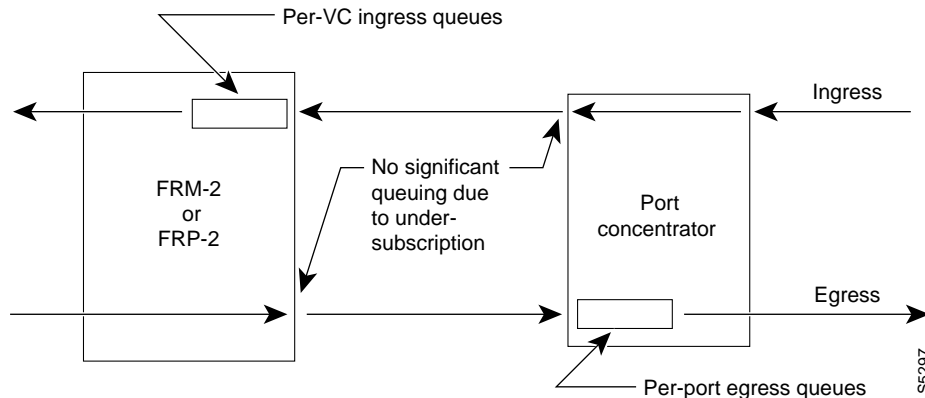 Per-VC ingress queues
Ingress
No significant
queuing due
to under-
subscription
FRM-2
or
FRP-2
Port
concentrator
Egress
Per-port egress queues
S5297